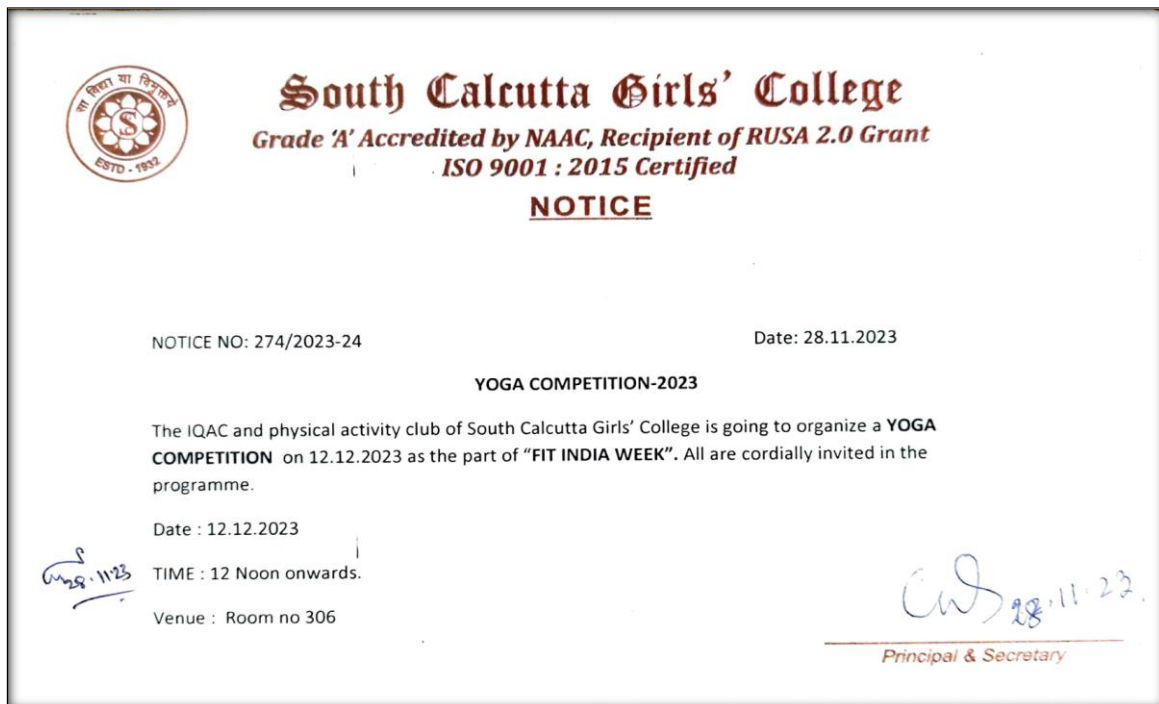 सा विद्या या विमुक्तये
S
ESTD - 1932
South Calcutta Girls' College
Grade 'A' Accredited by NAAC, Recipient of RUSA 2.0 Grant
ISO 9001 : 2015 Certified
NOTICE
NOTICE NO: 274/2023-24
Date: 28.11.2023
YOGA COMPETITION-2023
The IQAC and physical activity club of South Calcutta Girls' College is going to organize a YOGA
COMPETITION on 12.12.2023 as the part of "FIT INDIA WEEK". All are cordially invited in the
programme.
Date : 12.12.2023
28.11.23
TIME : 12 Noon onwards.
Venue : Room no 306
28.11.23.
Principal & Secretary